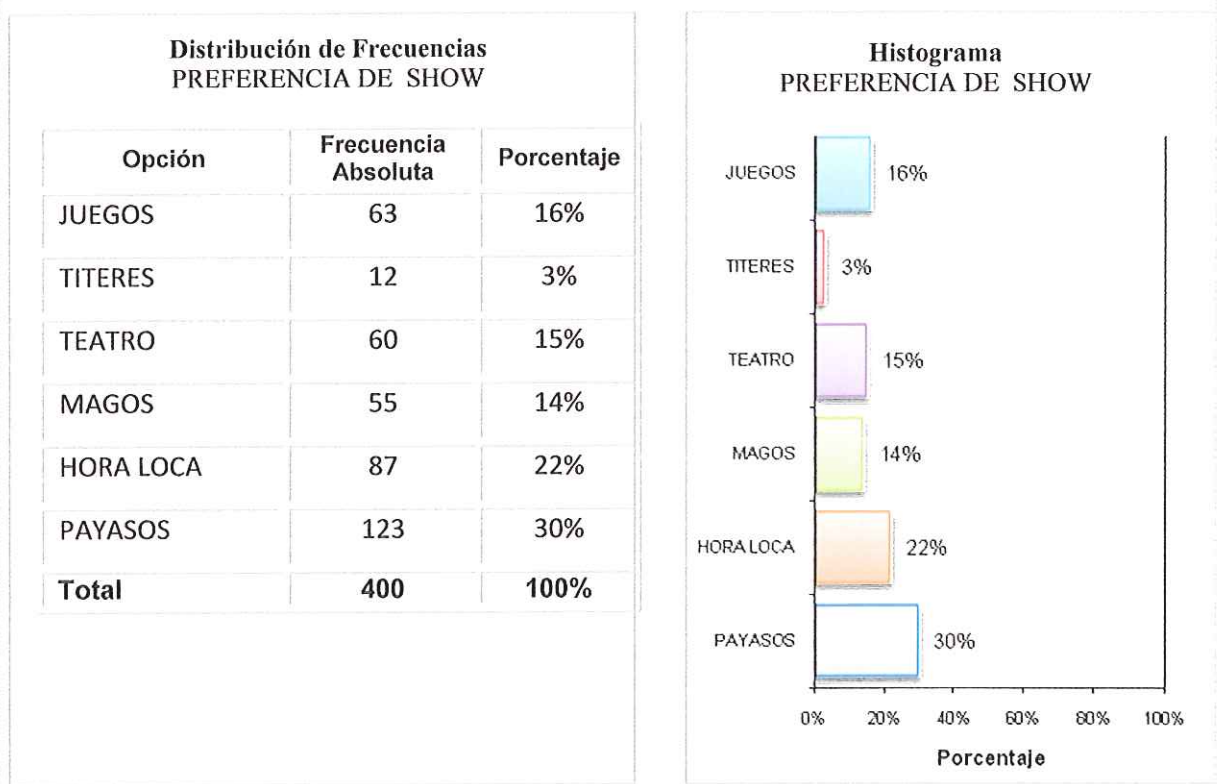 Distribución de Frecuencias
PREFERENCIA DE SHOW
Opción Frecuencia Absoluta Porcentaje
JUEGOS 63 16%
TITERES 12 3%
TEATRO 60 15%
MAGOS 55 14%
HORA LOCA 87 22%
PAYASOS 123 30%
Total 400 100%
Histograma
PREFERENCIA DE SHOW
JUEGOS 16%
TITERES 3%
TEATRO 15%
MAGOS 14%
HORA LOCA 22%
PAYASOS 30%
0% 20% 40% 60% 80% 100%
Porcentaje